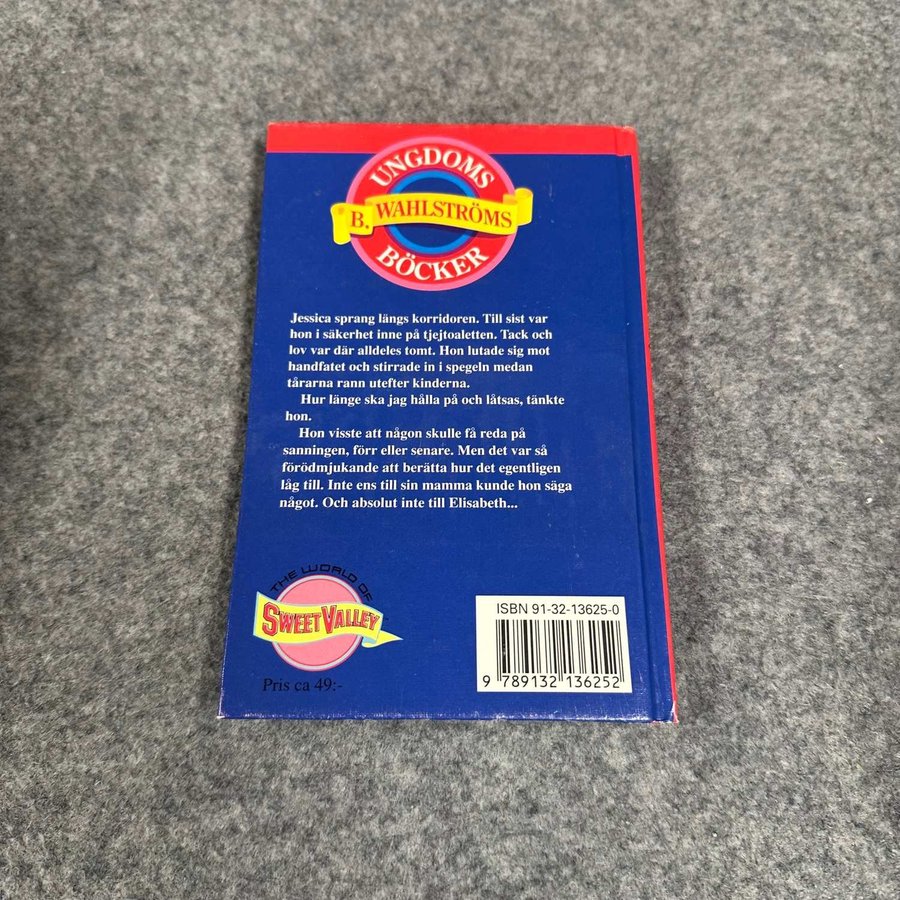 UNGDOMS
B. WAHLSTRÖMS
BÖCKER
Jessica sprang längs korridoren. Till sist var
hon i säkerhet inne på tjejtoaletten. Tack och
lov var där alldeles tomt. Hon lutade sig mot
handfatet och stirrade in i spegeln medan
tårarna rann utefter kinderna.
Hur länge ska jag hålla på och låtsas, tänkte
hon.
Hon visste att någon skulle få reda på
sanningen, förr eller senare. Men det var så
förödmjukande att berätta hur det egentligen
låg till. Inte ens till sin mamma kunde hon säga
något. Och absolut inte till Elisabeth...
THE WORLD OF
SWEET VALLEY
Pris ca 49:-
ISBN 91-32-13625-0
9 789132 136252